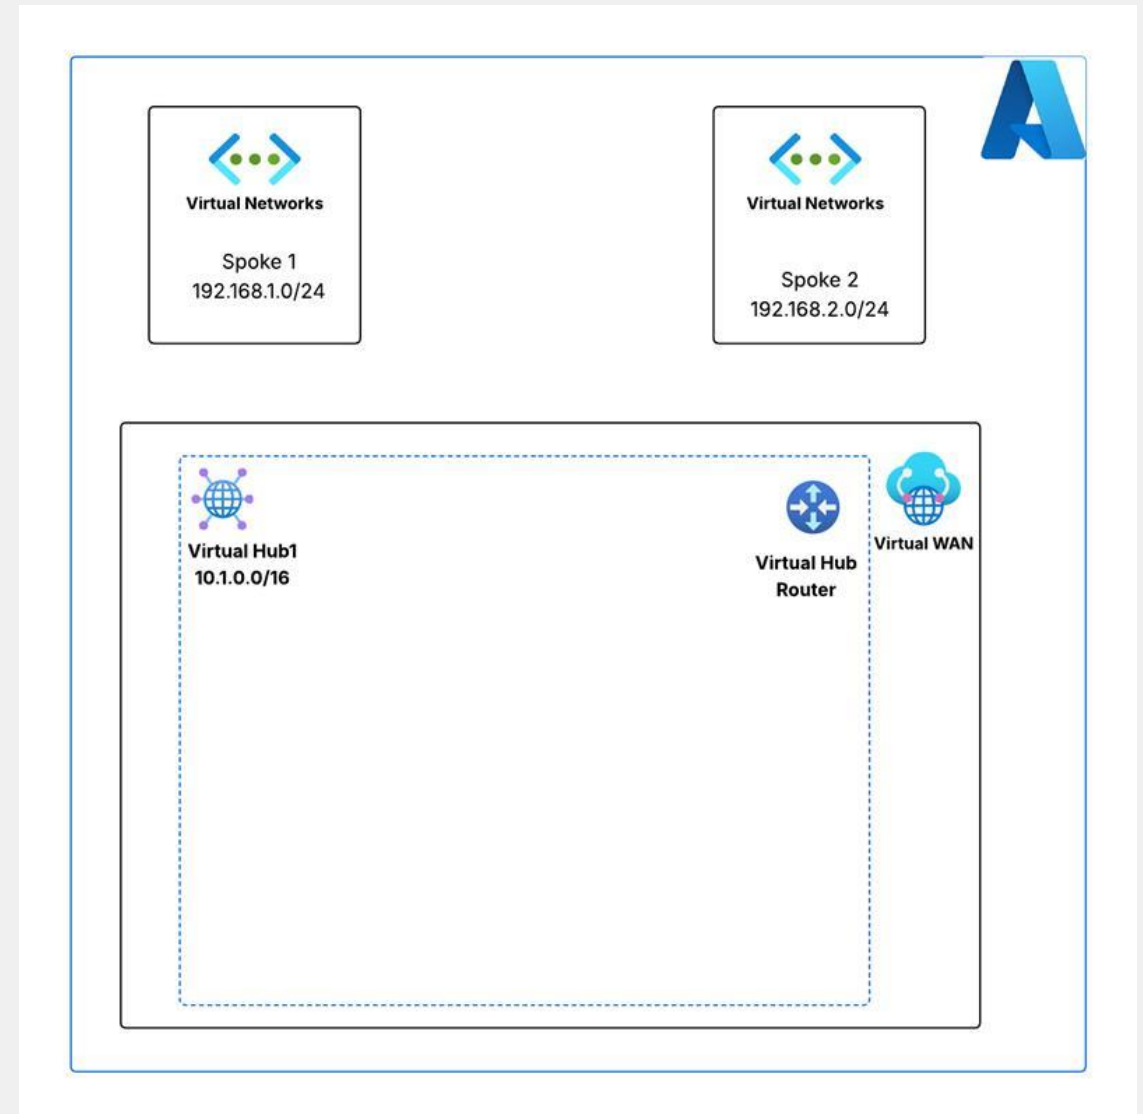 Virtual Networks
Spoke 1
192.168.1.0/24
Virtual Networks
Spoke 2
192.168.2.0/24
Virtual Hub1
10.1.0.0/16
Virtual Hub
Router
Virtual WAN